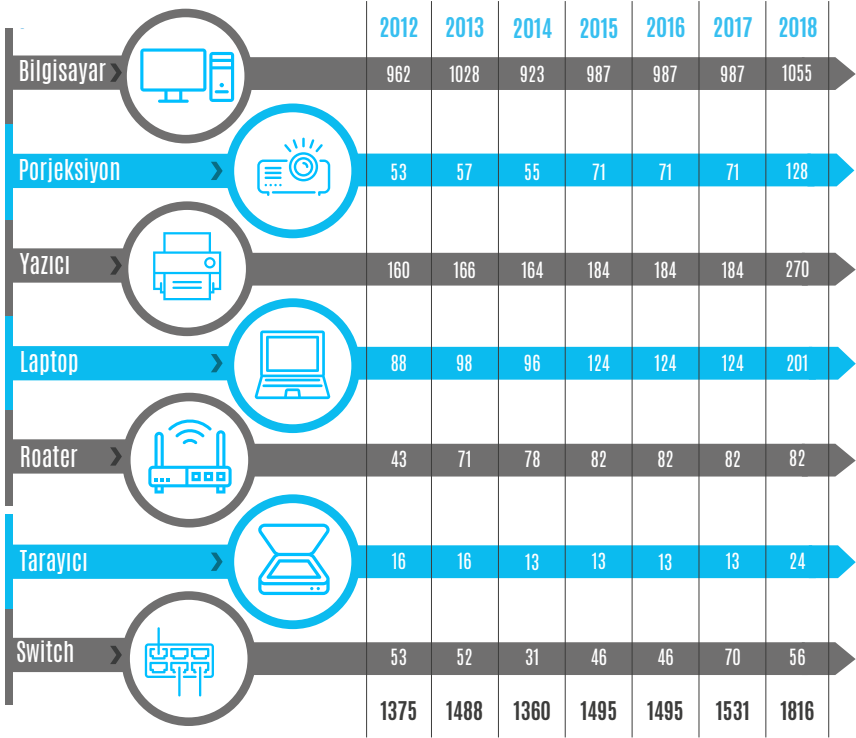 2012 2013 2014 2015 2016 2017 2018
Bilgisayar 962 1028 923 987 987 987 1055
Porjeksiyon 53 57 55 71 71 71 128
Yazıcı 160 166 164 184 184 184 270
Laptop 88 98 96 124 124 124 201
Roater 43 71 78 82 82 82 82
Tarayıcı 16 16 13 13 13 13 24
Switch 53 52 31 46 46 70 56
1375 1488 1360 1495 1495 1531 1816